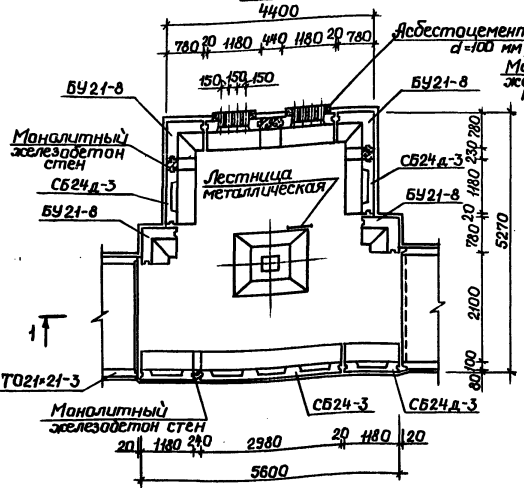 4400
780 20 1180 440 1180 20 780
Асбестоцемент
d=100 мм
150 150 150
БУ21-8
БУ21-8
Монолитный
железобетон
стен
СБ24д-3
СБ24д-3
Лестница
металлическая
БУ21-8
БУ21-8
780
230
1180
20
780
2100
100
80
5270
1
ТО21×21-3
Монолитный
железобетон стен
СБ24-3
СБ24д-3
20 1180 240 2980 20 1180 20
5600